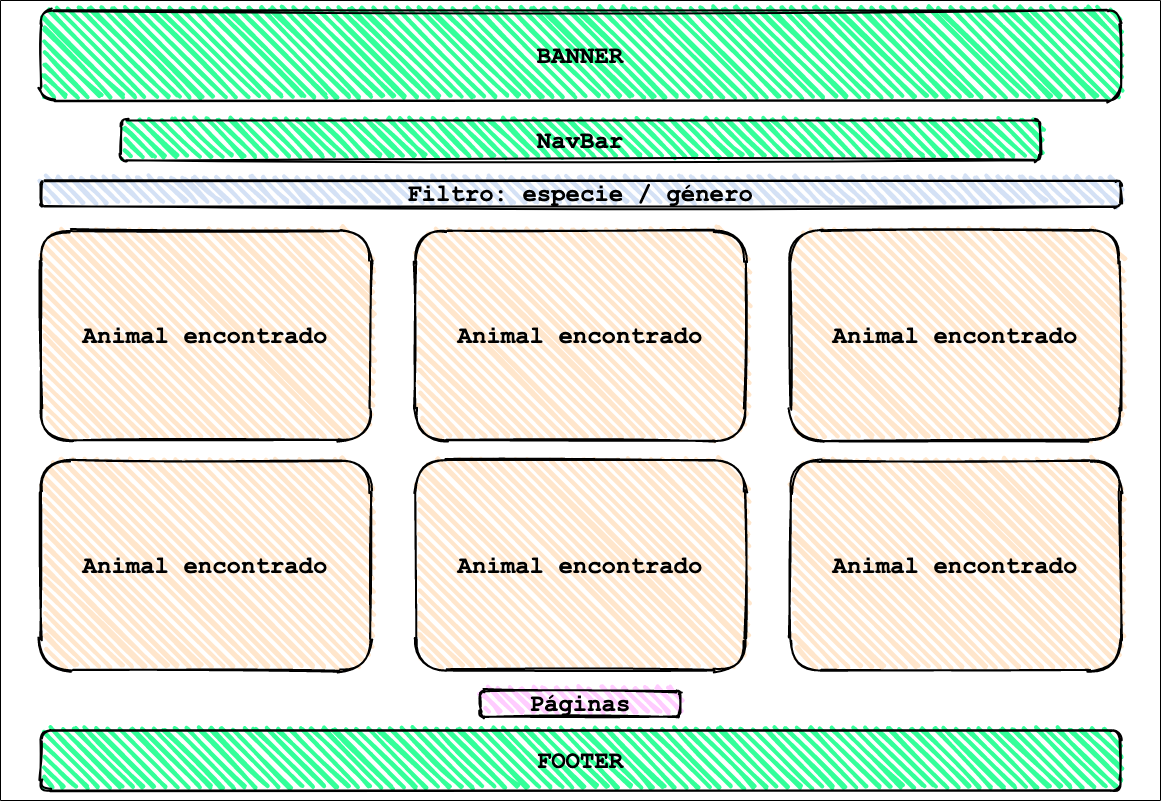 BANNER
NavBar
Filtro: especie / género
Animal encontrado
Animal encontrado
Animal encontrado
Animal encontrado
Animal encontrado
Animal encontrado
Páginas
FOOTER